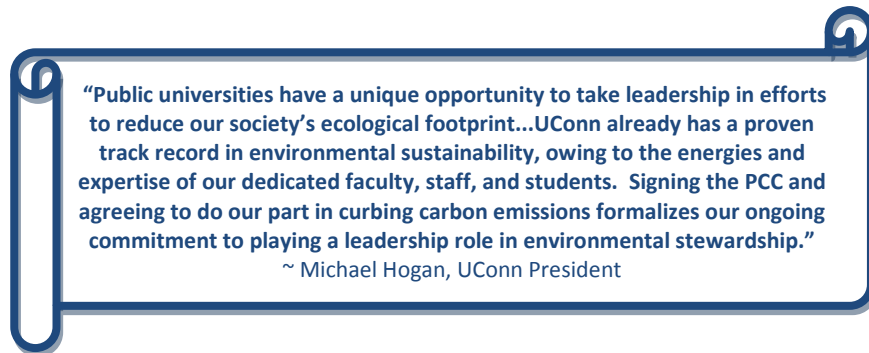 “Public universities have a unique opportunity to take leadership in efforts
to reduce our society’s ecological footprint...UConn already has a proven
track record in environmental sustainability, owing to the energies and
expertise of our dedicated faculty, staff, and students.  Signing the PCC and
agreeing to do our part in curbing carbon emissions formalizes our ongoing
commitment to playing a leadership role in environmental stewardship.”
~ Michael Hogan, UConn President